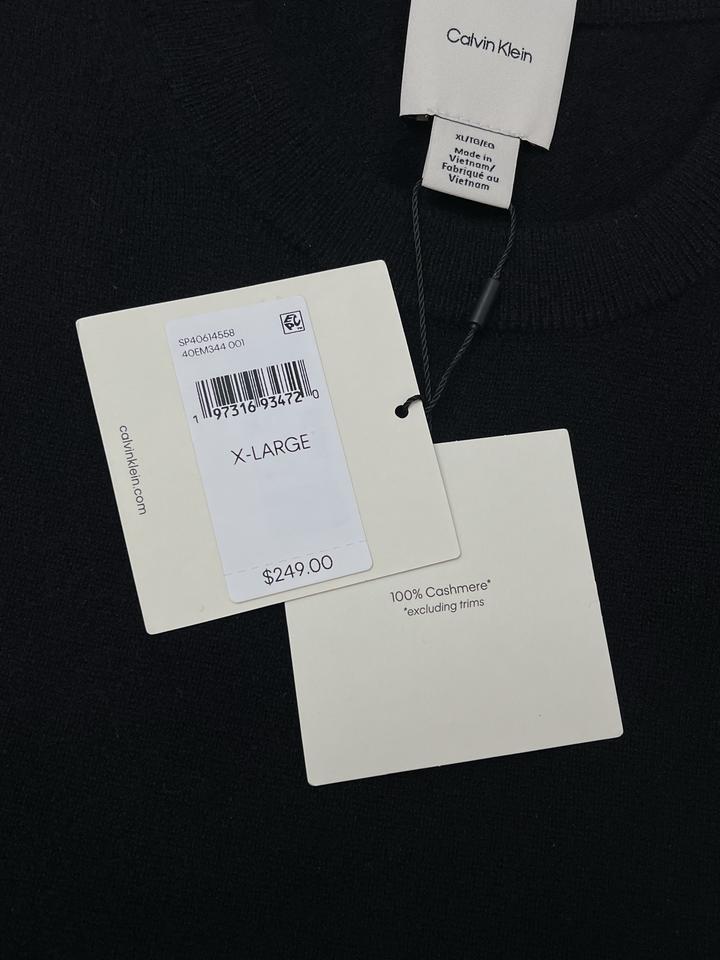 Calvin Klein
XL/TG/EG
Made in
Vietnam/
Fabriqué au
Vietnam
SP40614558
40EM344 001
1 97316 93472 0
X-LARGE
$249.00
calvinklein.com
100% Cashmere*
*excluding trims